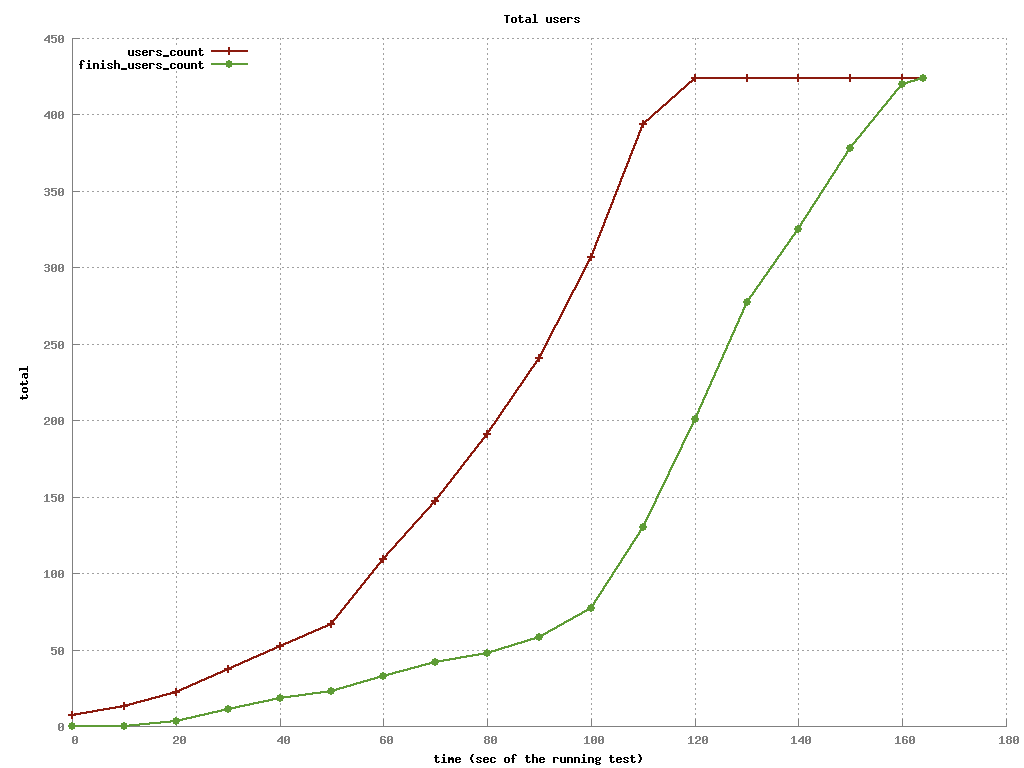 Total users
users_count
finish_users_count
450
400
350
300
250
200
150
100
50
0
total
0 20 40 60 80 100 120 140 160 180
time (sec of the running test)